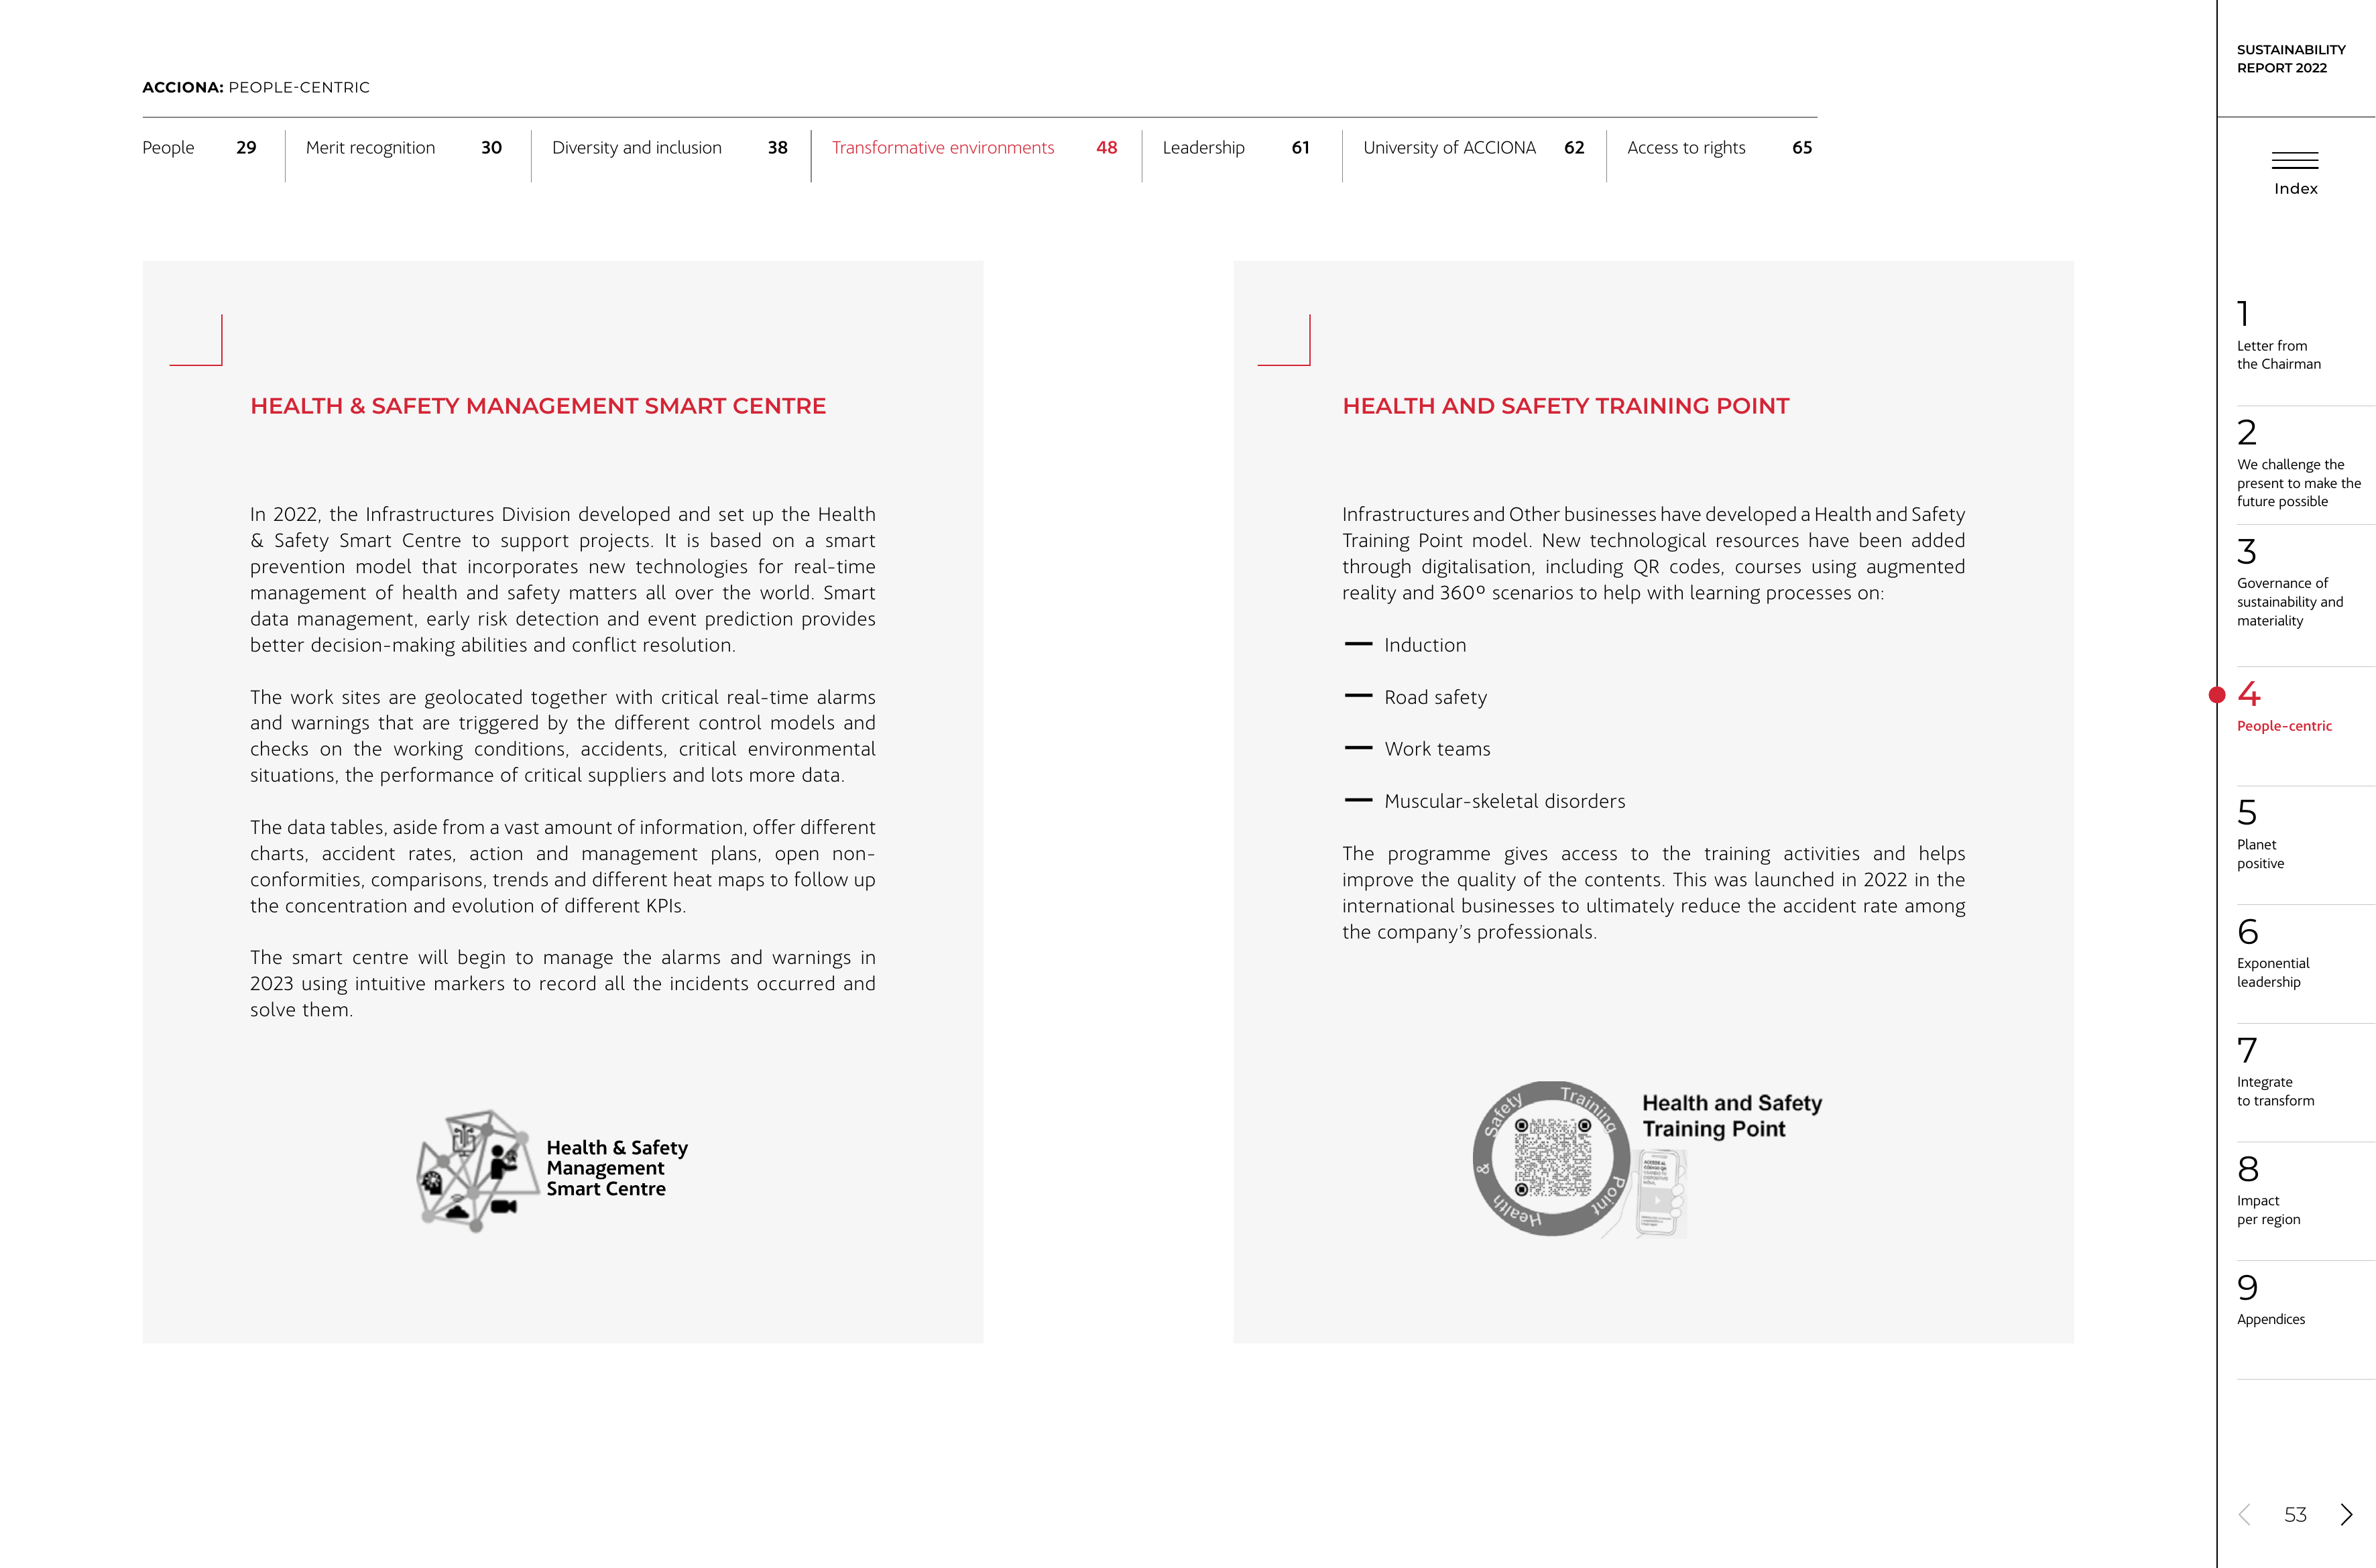 ACCIONA: PEOPLE-CENTRIC
People 29
Merit recognition 30
Diversity and inclusion 38
Transformative environments 48
Leadership 61
University of ACCIONA 62
Access to rights 65
HEALTH & SAFETY MANAGEMENT SMART CENTRE
In 2022, the Infrastructures Division developed and set up the Health
& Safety Smart Centre to support projects. It is based on a smart
prevention model that incorporates new technologies for real-time
management of health and safety matters all over the world. Smart
data management, early risk detection and event prediction provides
better decision-making abilities and conflict resolution.
The work sites are geolocated together with critical real-time alarms
and warnings that are triggered by the different control models and
checks on the working conditions, accidents, critical environmental
situations, the performance of critical suppliers and lots more data.
The data tables, aside from a vast amount of information, offer different
charts, accident rates, action and management plans, open non-
conformities, comparisons, trends and different heat maps to follow up
the concentration and evolution of different KPIs.
The smart centre will begin to manage the alarms and warnings in
2023 using intuitive markers to record all the incidents occurred and
solve them.
Health & Safety
Management
Smart Centre
HEALTH AND SAFETY TRAINING POINT
Infrastructures and Other businesses have developed a Health and Safety
Training Point model. New technological resources have been added
through digitalisation, including QR codes, courses using augmented
reality and 360º scenarios to help with learning processes on:
— Induction
— Road safety
— Work teams
— Muscular-skeletal disorders
The programme gives access to the training activities and helps
improve the quality of the contents. This was launched in 2022 in the
international businesses to ultimately reduce the accident rate among
the company's professionals.
Health & Safety Training Point
Health and Safety
Training Point
SUSTAINABILITY
REPORT 2022
Index
1
Letter from
the Chairman
2
We challenge the
present to make the
future possible
3
Governance of
sustainability and
materiality
4
People-centric
5
Planet
positive
6
Exponential
leadership
7
Integrate
to transform
8
Impact
per region
9
Appendices
53